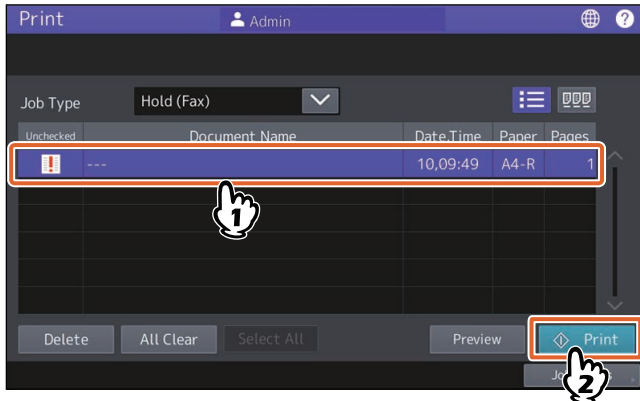 Print Admin ?
Job Type Hold (Fax)
Unchecked Document Name Date.Time Paper Pages
--- 10,09:49 A4-R 1
1
Delete All Clear Select All Preview Print
2